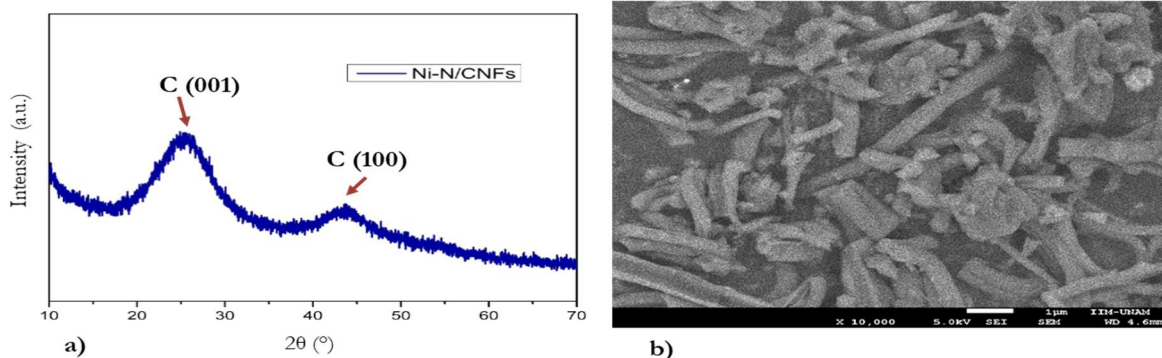 Ni-N/CNFs
C (001)
C (100)
Intensity (a.u.)
10 20 30 40 50 60 70
2θ (°)
a)
1μm IIM-UNAM
X 10,000 5.0kV SEI SEM WD 4.6mm
b)